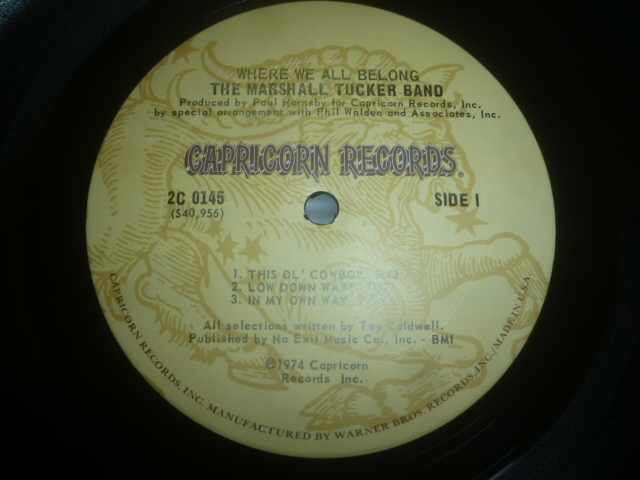 WHERE WE ALL BELONG
THE MARSHALL TUCKER BAND
Produced by Paul Hornsby for Capricorn Records, Inc.
by special arrangement with Phil Walden and Associates, Inc.
CAPRICORN RECORDS®
2C 0145
(S40,956)
SIDE 1
1. THIS OL' COWBOY
2. LOW DOWN WAYS
3. IN MY OWN WAY
All selections written by Toy Caldwell.
Published by No Exit Music Co., Inc. - BMI
℗1974 Capricorn
Records Inc.
CAPRICORN RECORDS, INC. MANUFACTURED BY WARNER BROS. RECORDS, INC./MADE IN U.S.A.